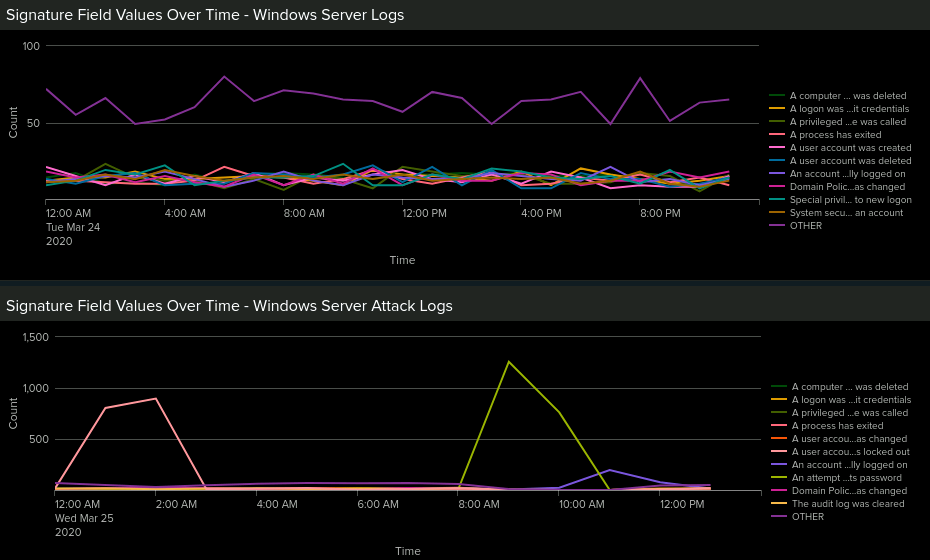 Signature Field Values Over Time - Windows Server Logs
100
50
Count
12:00 AM
Tue Mar 24
2020
4:00 AM
8:00 AM
12:00 PM
4:00 PM
8:00 PM
Time
A computer ... was deleted
A logon was ...it credentials
A privileged ...e was called
A process has exited
A user account was created
A user account was deleted
An account ...lly logged on
Domain Polic...as changed
Special privil... to new logon
System secu... an account
OTHER
Signature Field Values Over Time - Windows Server Attack Logs
1,500
1,000
500
Count
12:00 AM
Wed Mar 25
2020
2:00 AM
4:00 AM
6:00 AM
8:00 AM
10:00 AM
12:00 PM
Time
A computer ... was deleted
A logon was ...it credentials
A privileged ...e was called
A process has exited
A user accou...as changed
A user accou...s locked out
An account ...lly logged on
An attempt ...ts password
Domain Polic...as changed
The audit log was cleared
OTHER